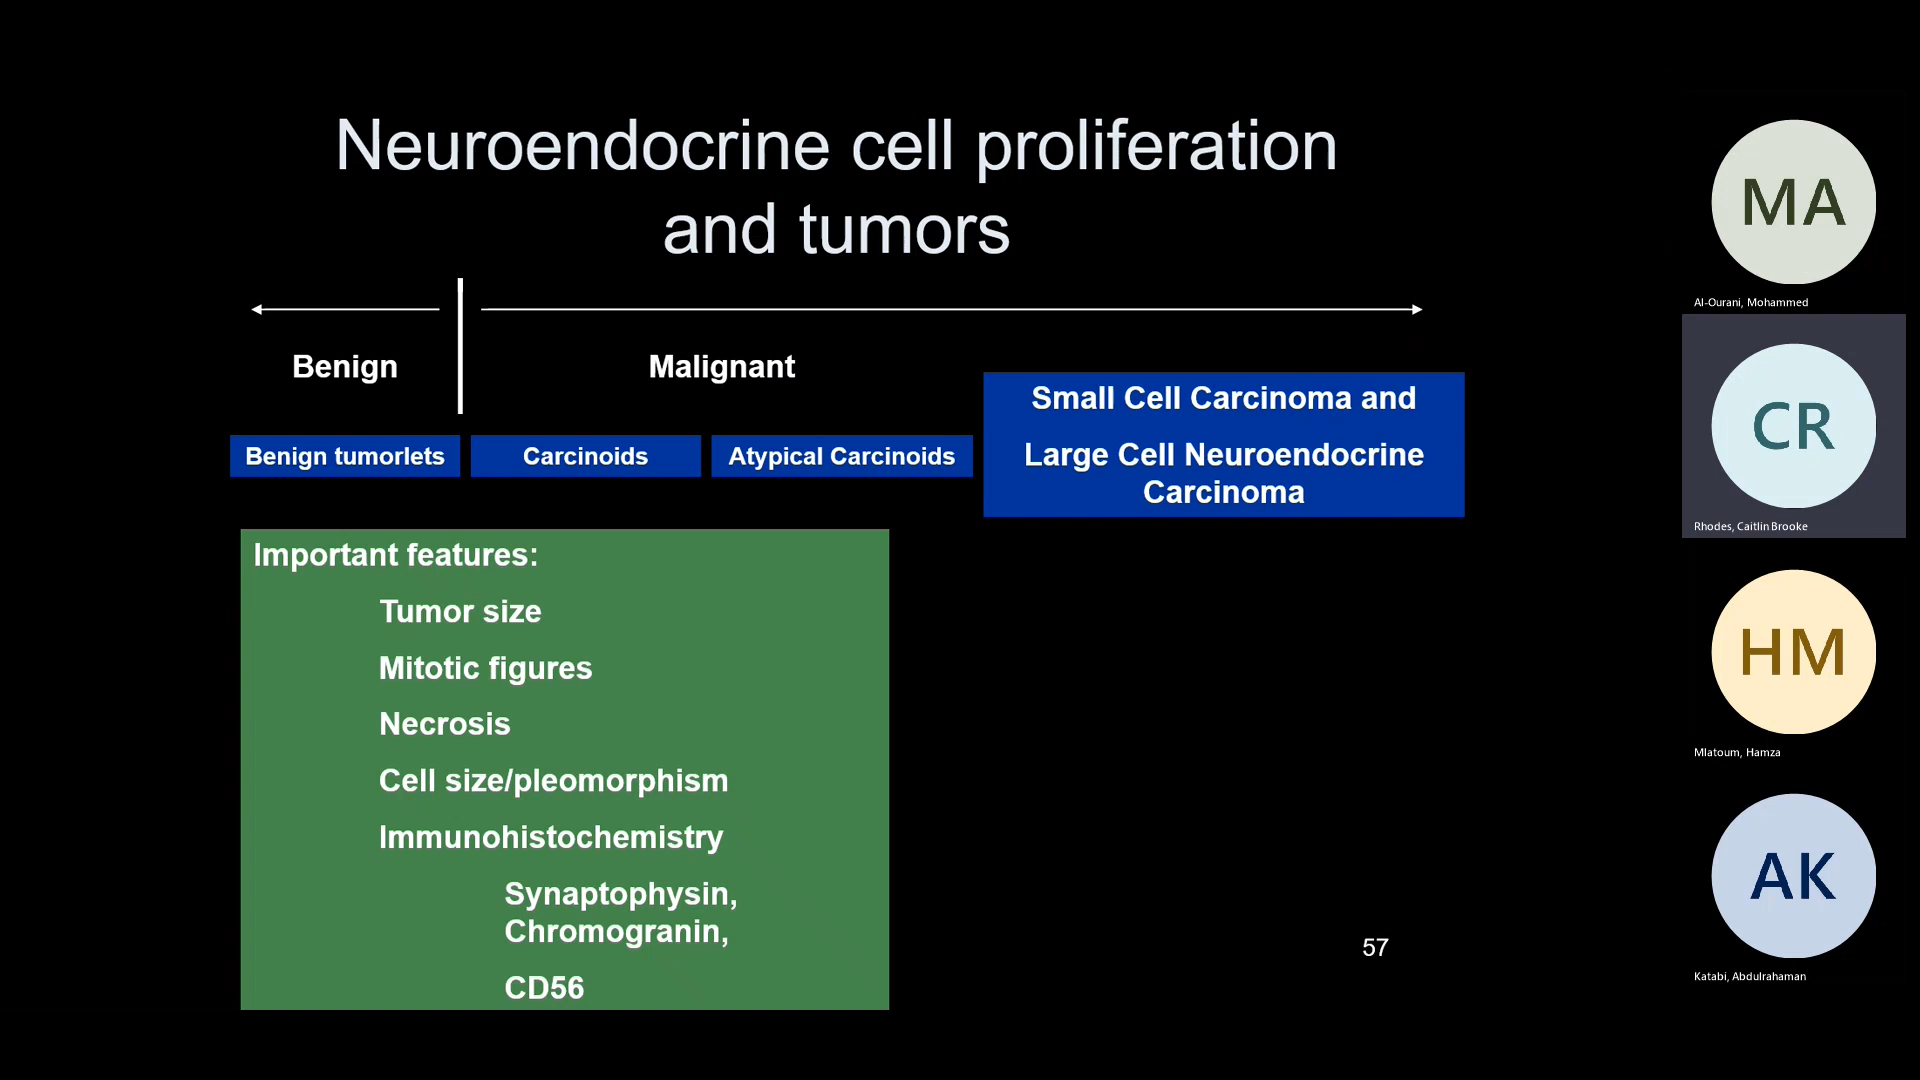 Neuroendocrine cell proliferation
and tumors
Benign
Malignant
Benign tumorlets
Carcinoids
Atypical Carcinoids
Small Cell Carcinoma and
Large Cell Neuroendocrine
Carcinoma
Important features:
Tumor size
Mitotic figures
Necrosis
Cell size/pleomorphism
Immunohistochemistry
Synaptophysin,
Chromogranin,
CD56
57
MA
Al-Ourani, Mohammed
CR
Rhodes, Caitlin Brooke
HM
Mlatoum, Hamza
AK
Katabi, Abdulrahaman